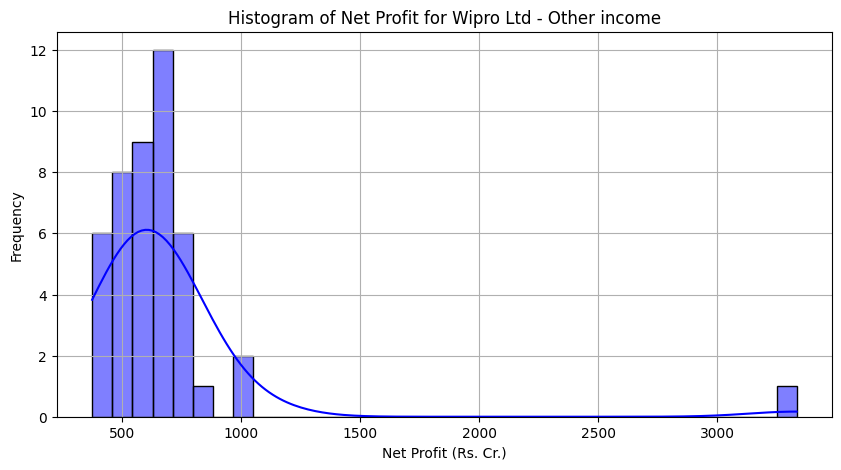 Histogram of Net Profit for Wipro Ltd - Other income
Frequency
12
10
8
6
4
2
0
500 1000 1500 2000 2500 3000
Net Profit (Rs. Cr.)